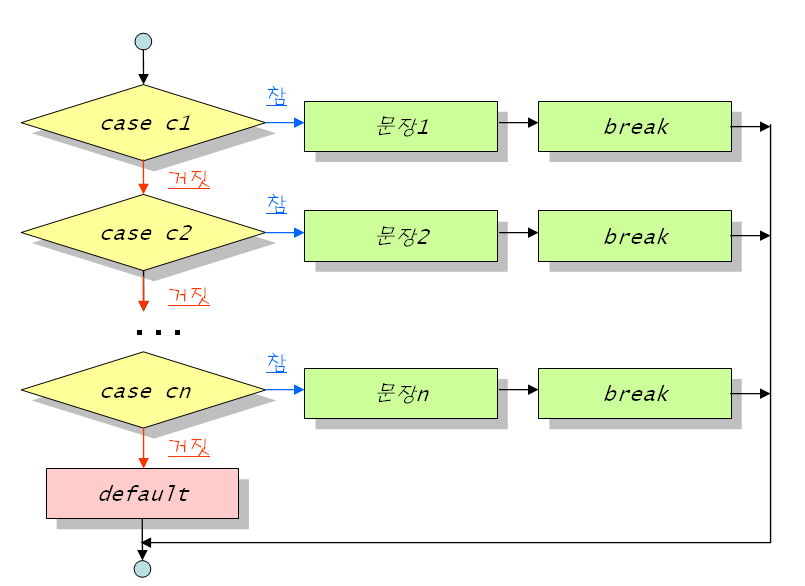 참
case c1
문장1
break
거짓
참
case c2
문장2
break
거짓
...
참
case cn
문장n
break
거짓
default